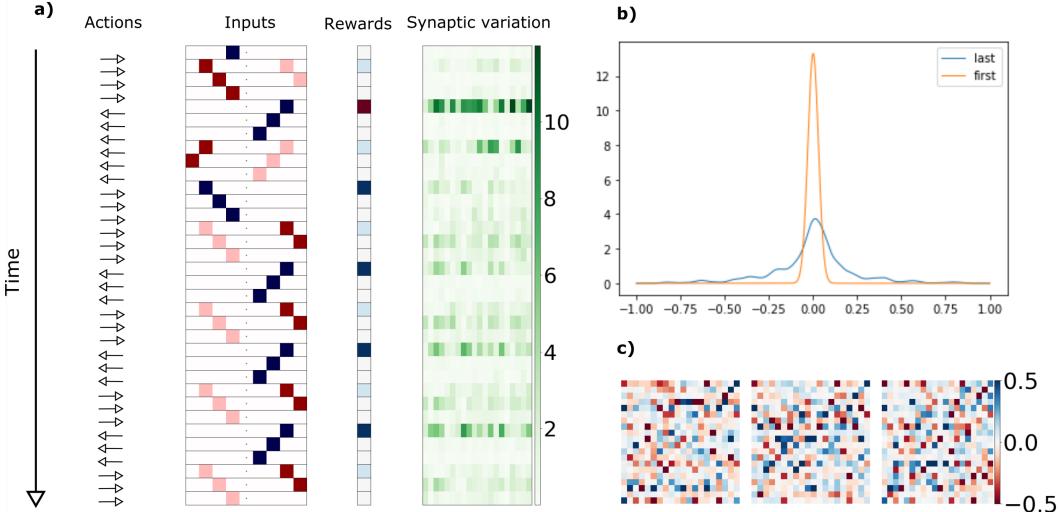 a)
Actions Inputs Rewards Synaptic variation
Time
10
8
6
4
2
b)
last
first
12
10
8
6
4
2
0
−1.00 −0.75 −0.50 −0.25 0.00 0.25 0.50 0.75 1.00
c)
0.5
0.0
−0.5